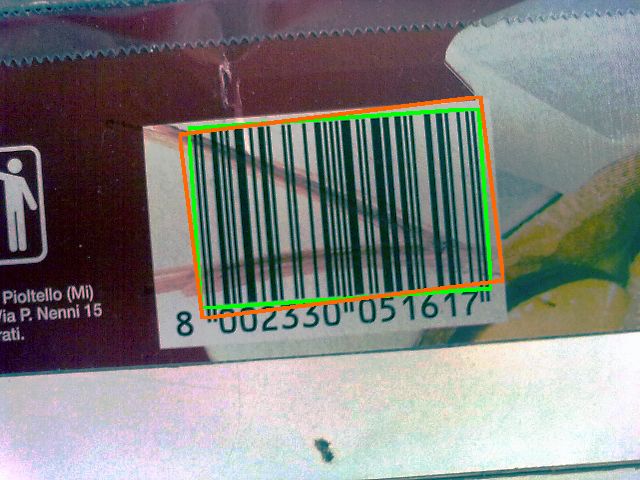 Pioltello (Mi)
Via P. Nenni 15
rati.
8 "002330"051617"